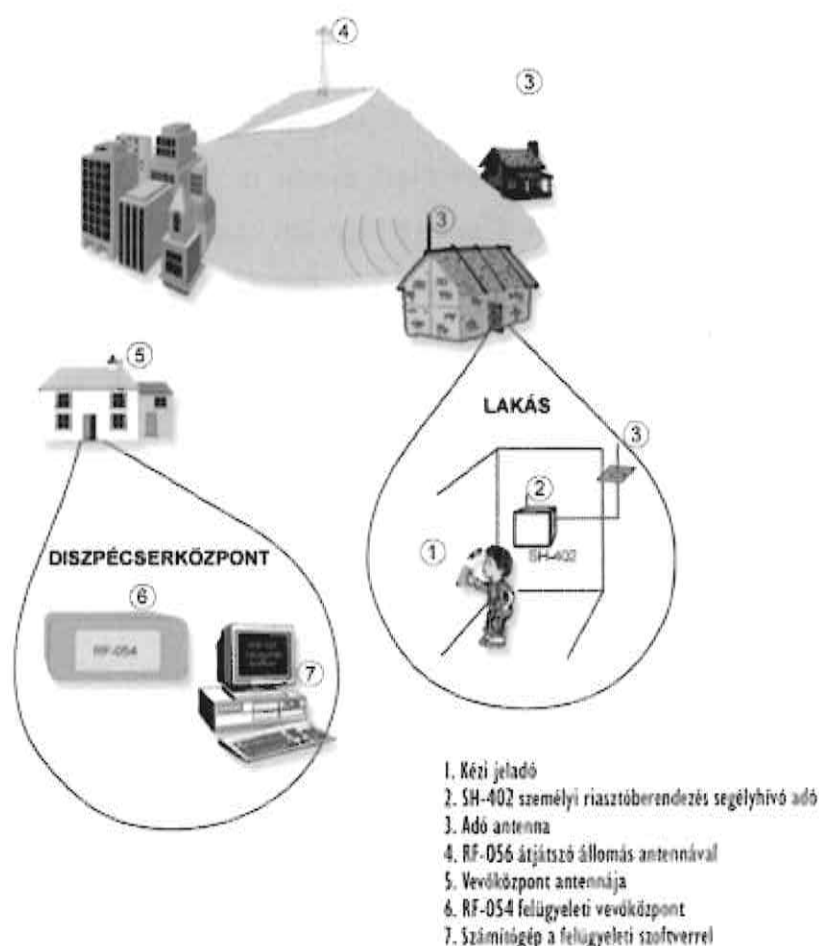 4
3
3
5
LAKÁS
3
2
1
SH-402
DISZPÉCSERKÖZPONT
6
RF-054
7
1. Kézi jeladó
2. SH-402 személyi riasztóberendezés segélyhívó adó
3. Adó antenna
4. RF-056 átjátszó állomás antennával
5. Vevőközpont antennája
6. RF-054 felügyeleti vevőközpont
7. Számítógép a felügyeleti szoftverrel